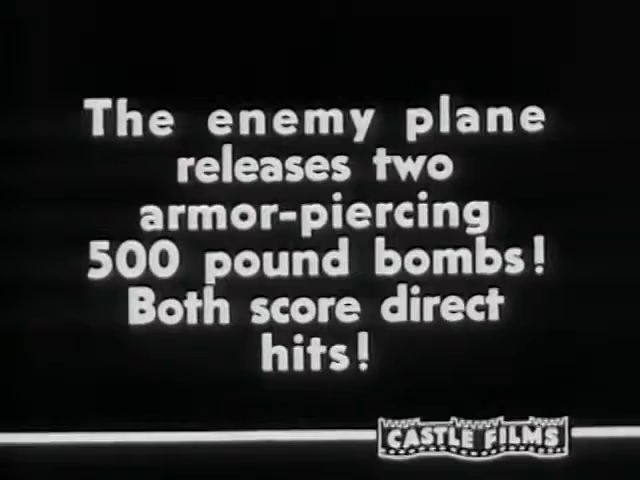 The enemy plane
releases two
armor-piercing
500 pound bombs!
Both score direct
hits!
CASTLE FILMS